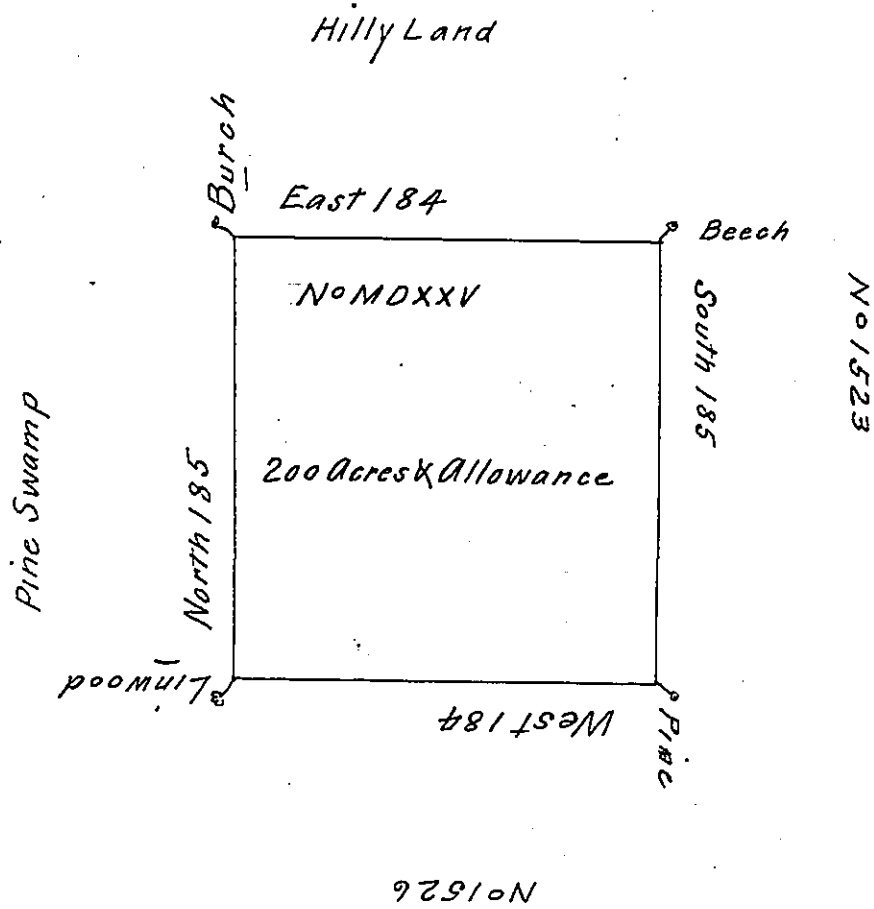 Hilly Land
Burch
East 184
Beech
No MDXXV
South 185
No 1523
Pine Swamp
North 185
200 Acres & Allowance
Linwood
West 184
Pine
No 1526